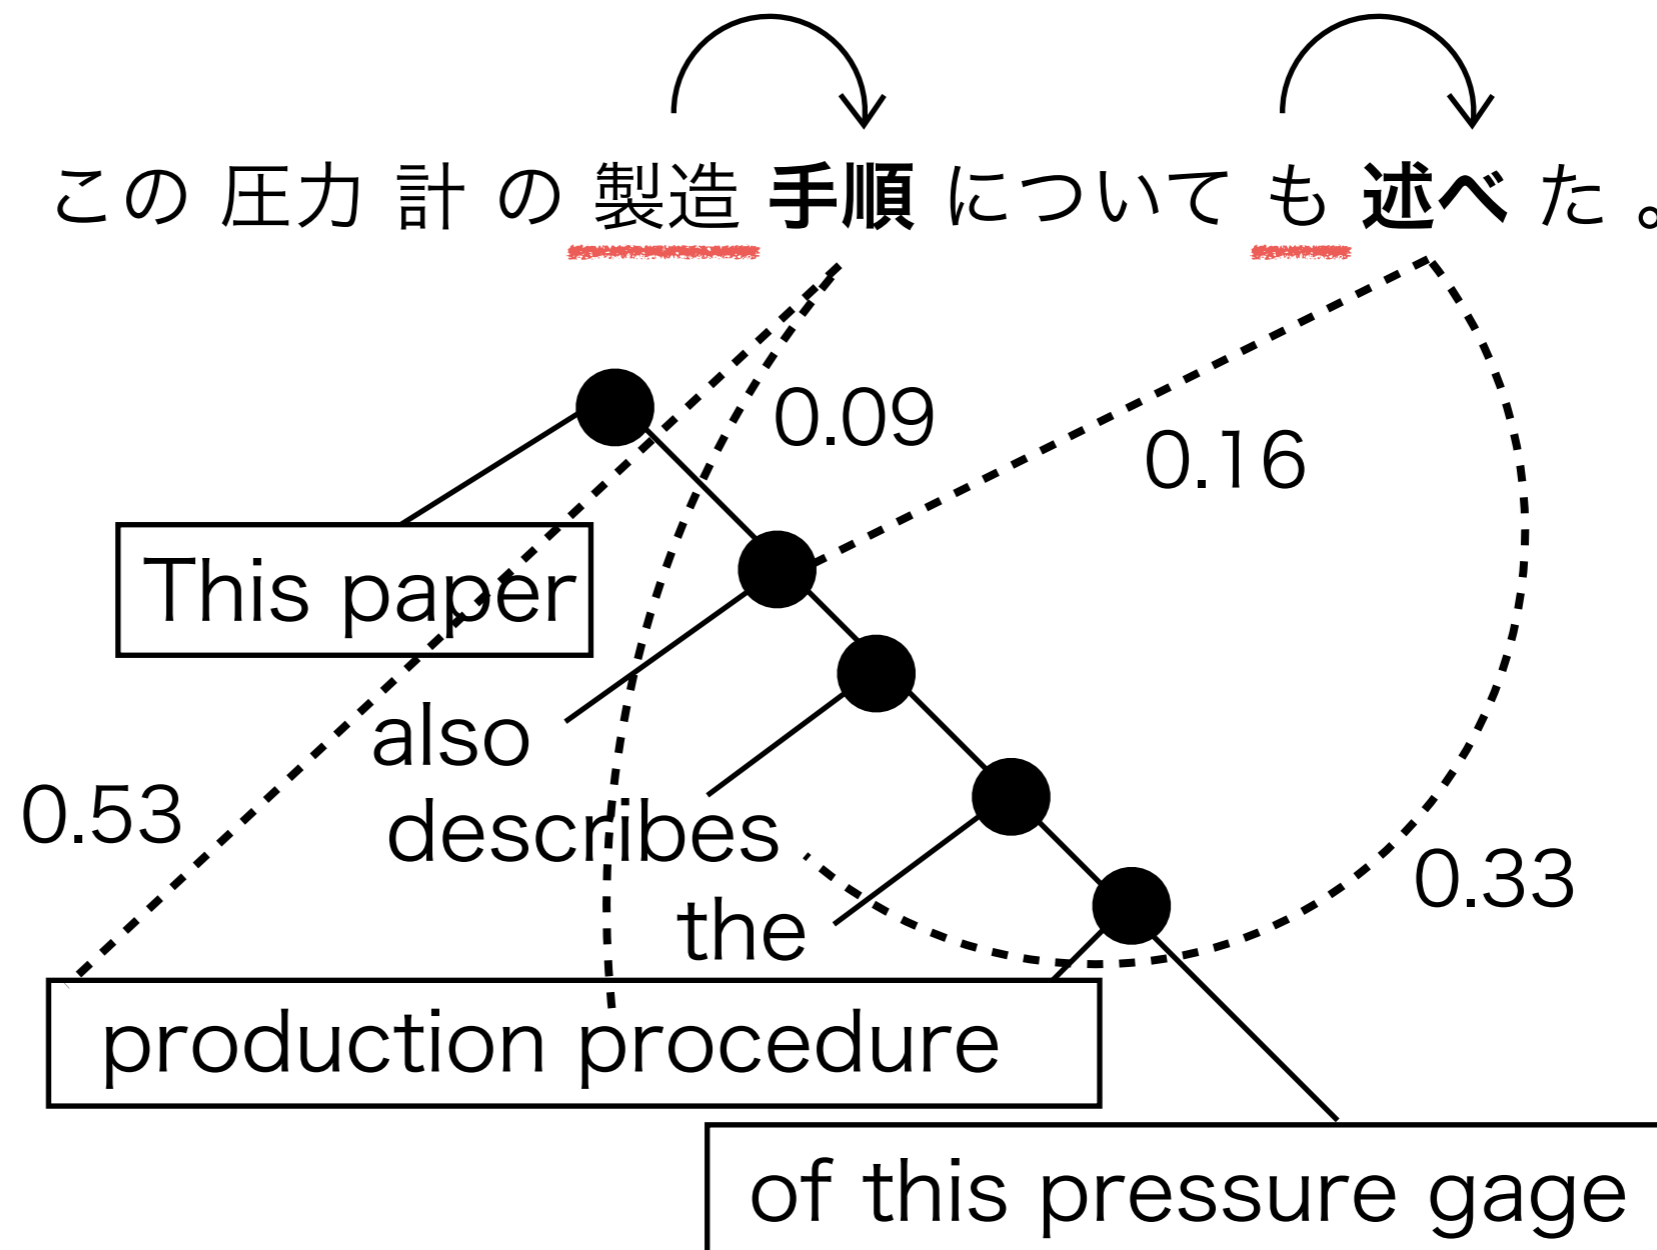 この 圧力 計 の 製造 手順 について も 述べ た 。
0.09
0.16
This paper
also
0.53
describes
0.33
the
production procedure
of this pressure gage